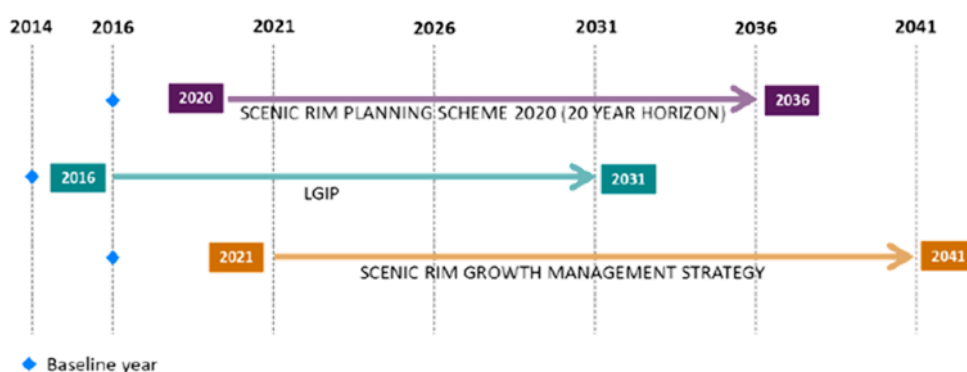 2014 2016 2021 2026 2031 2036 2041
2020 2036
SCENIC RIM PLANNING SCHEME 2020 (20 YEAR HORIZON)
2016 2031
LGIP
2021 2041
SCENIC RIM GROWTH MANAGEMENT STRATEGY
Baseline year